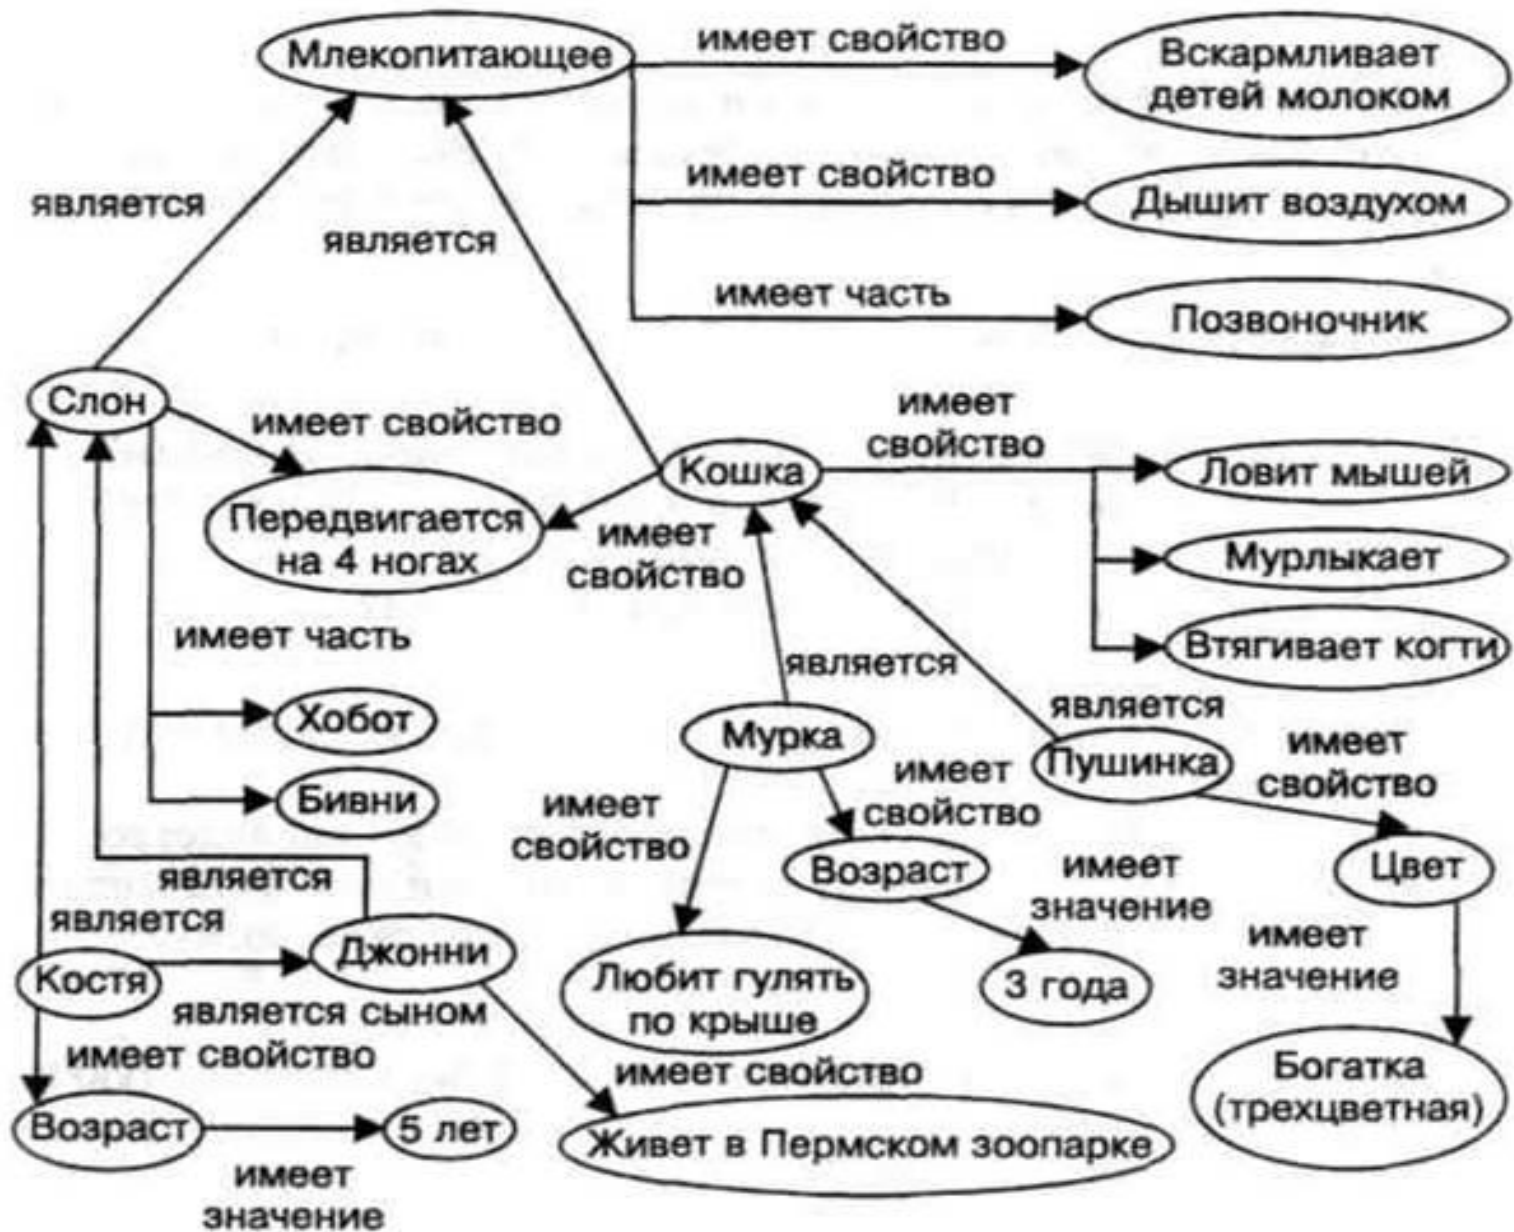 Млекопитающее
имеет свойство
Вскармливает
детей молоком
является
является
имеет свойство
Дышит воздухом
имеет часть
Позвоночник
Слон
имеет свойство
Передвигается
на 4 ногах
Кошка
имеет
свойство
имеет
свойство
Ловит мышей
Мурлыкает
Втягивает когти
имеет часть
Хобот
Бивни
является
является
Мурка
Пушинка
имеет
свойство
имеет
свойство
имеет
свойство
Возраст
Цвет
является
является
Костя
Джонни
является сыном
имеет свойство
Любит гулять
по крыше
имеет
значение
3 года
имеет
значение
Богатка
(трехцветная)
имеет свойство
Возраст
5 лет
Живет в Пермском зоопарке
имеет
значение